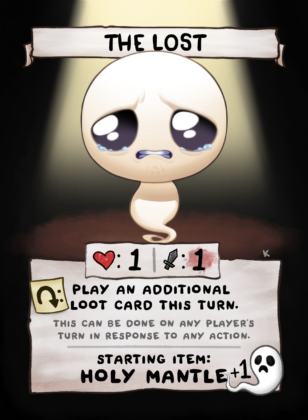 THE LOST
: 1 : 1
K
PLAY AN ADDITIONAL
LOOT CARD THIS TURN.
THIS CAN BE DONE ON ANY PLAYER'S
TURN IN RESPONSE TO ANY ACTION.
STARTING ITEM:
HOLY MANTLE
+1